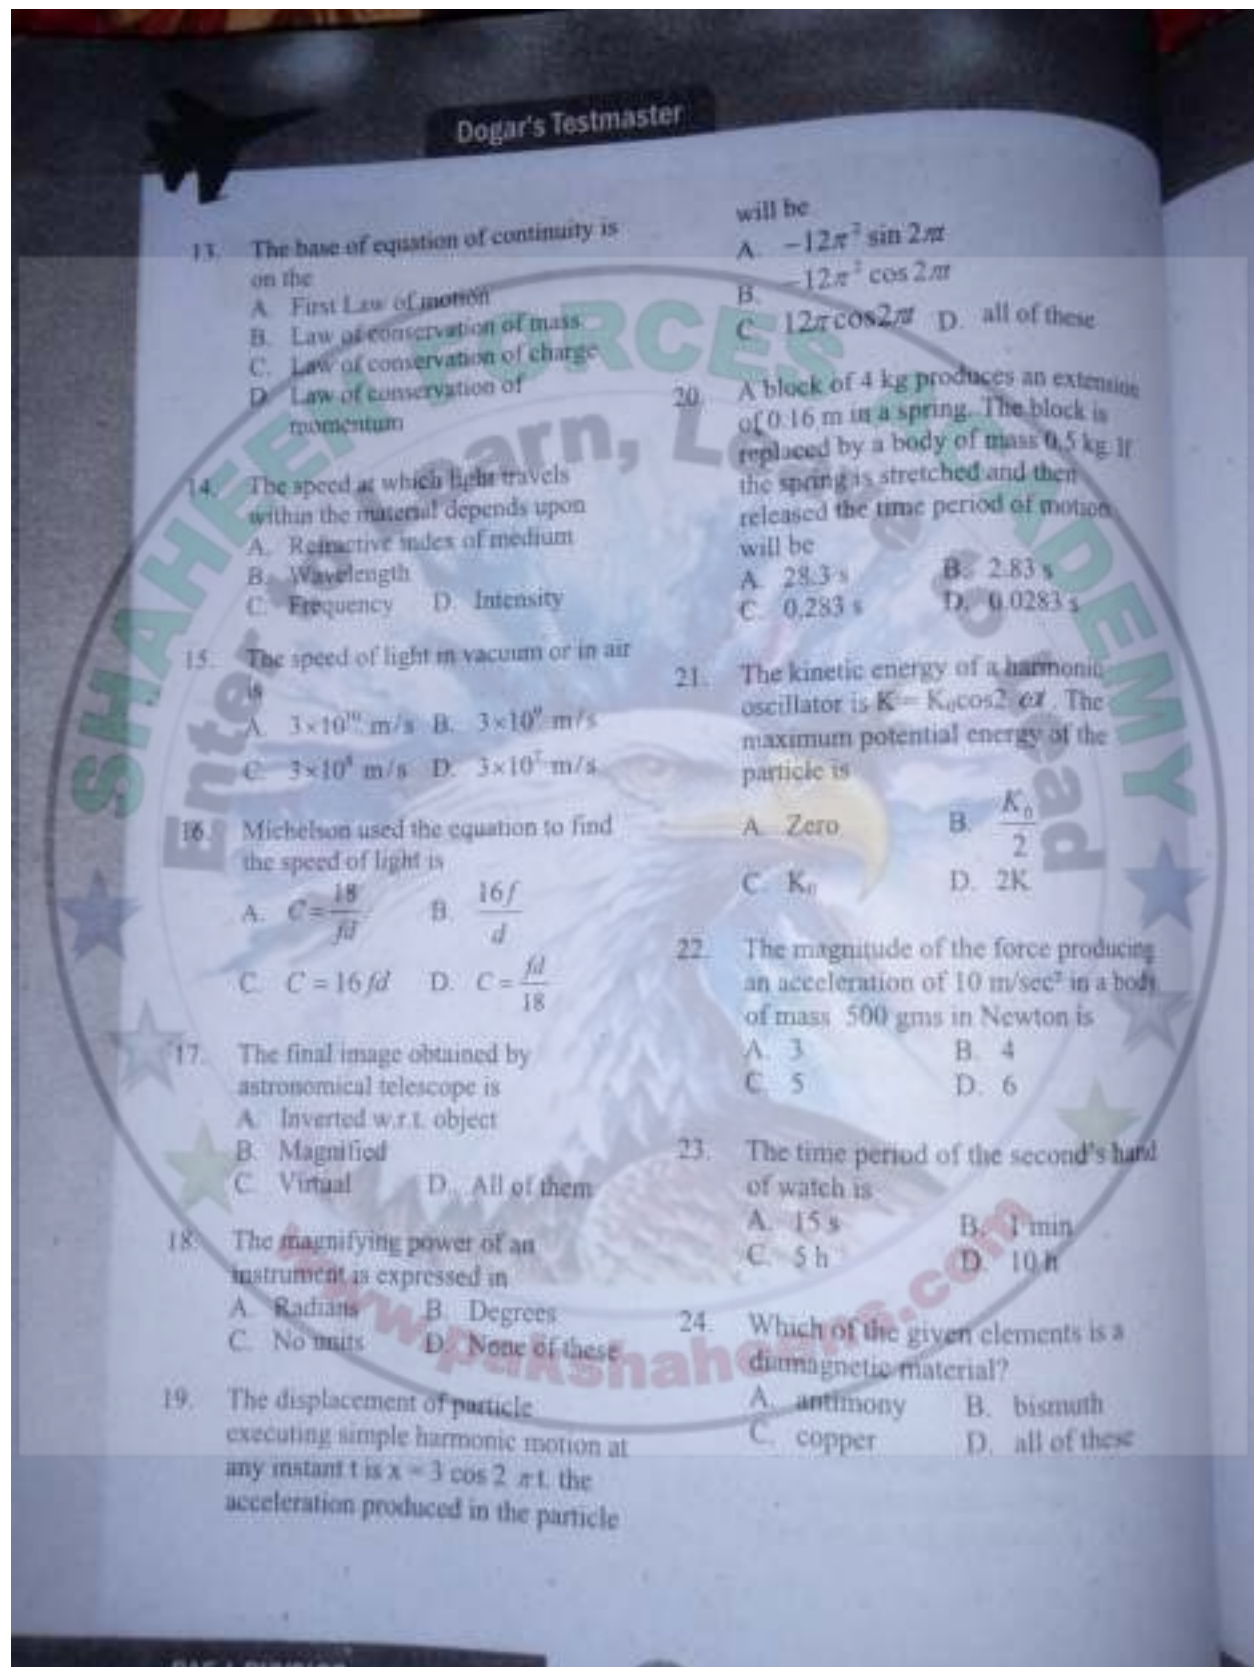 Dogar's Testmaster
13. The base of equation of continuity is
on the
A. First Law of motion
B. Law of conservation of mass
C. Law of conservation of charge
D. Law of conservation of
momentum
14. The speed at which light travels
within the material depends upon
A. Refractive index of medium
B. Wavelength
C. Frequency D. Intensity
15. The speed of light in vacuum or in air
is
A. 3×10¹⁰ m/s B. 3×10⁹ m/s
C. 3×10⁸ m/s D. 3×10⁷ m/s
16. Michelson used the equation to find
the speed of light is
A. C = 18/fd B. 16f/d
C. C = 16 fd D. C = fd/18
17. The final image obtained by
astronomical telescope is
A. Inverted w.r.t. object
B. Magnified
C. Virtual D. All of them
18. The magnifying power of an
instrument is expressed in
A. Radians B. Degrees
C. No units D. None of these
19. The displacement of particle
executing simple harmonic motion at
any instant t is x = 3 cos 2 πt. the
acceleration produced in the particle
will be
A. −12π² sin 2πt
B. −12π² cos 2πt
C. 12π cos2πt D. all of these
20. A block of 4 kg produces an extension
of 0.16 m in a spring. The block is
replaced by a body of mass 0.5 kg. If
the spring is stretched and then
released the time period of motion
will be
A. 28.3 s B. 2.83 s
C. 0.283 s D. 0.0283 s
21. The kinetic energy of a harmonic
oscillator is K = K₀cos2 ωt. The
maximum potential energy of the
particle is
A. Zero B. K₀/2
C. K₀ D. 2K
22. The magnitude of the force producing
an acceleration of 10 m/sec² in a body
of mass 500 gms in Newton is
A. 3 B. 4
C. 5 D. 6
23. The time period of the second's hand
of watch is
A. 15 s B. 1 min
C. 5 h D. 10 h
24. Which of the given elements is a
diamagnetic material?
A. antimony B. bismuth
C. copper D. all of these
SHAHEEN FORCES ACADEMY
Enter to Learn, Leave to Lead
www.pakshaheens.com